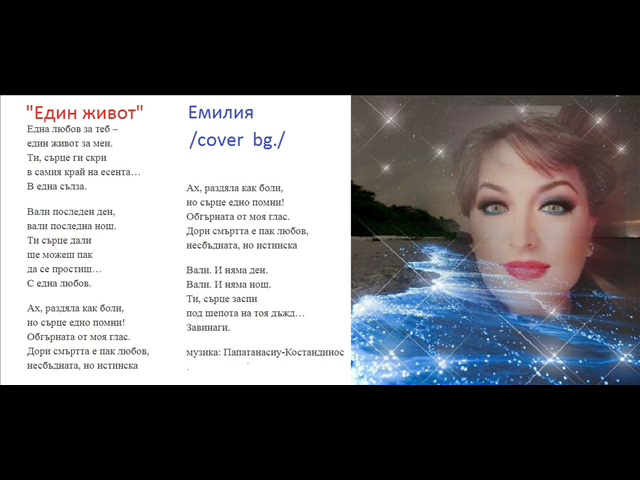 "Един живот"
Една любов за теб –
един живот за мен.
Ти, сърце ги скри
в самия край на есента…
В една сълза.
Вали последен ден,
вали последна нощ.
Ти сърце дали
ще можеш пак
да се простиш…
С една любов.
Ах, раздяла как боли,
но сърце едно помни!
Обгърната от моя глас.
Дори смъртта е пак любов,
несбъдната, но истинска
Емилия
/cover bg./
Ах, раздяла как боли,
но сърце едно помни!
Обгърната от моя глас.
Дори смъртта е пак любов,
несбъдната, но истинска
Вали. И няма ден.
Вали. И няма нощ.
Ти, сърце заспи
под шепота на тоя дъжд…
Завинаги.
музика: Папатанасиу-Костандинос